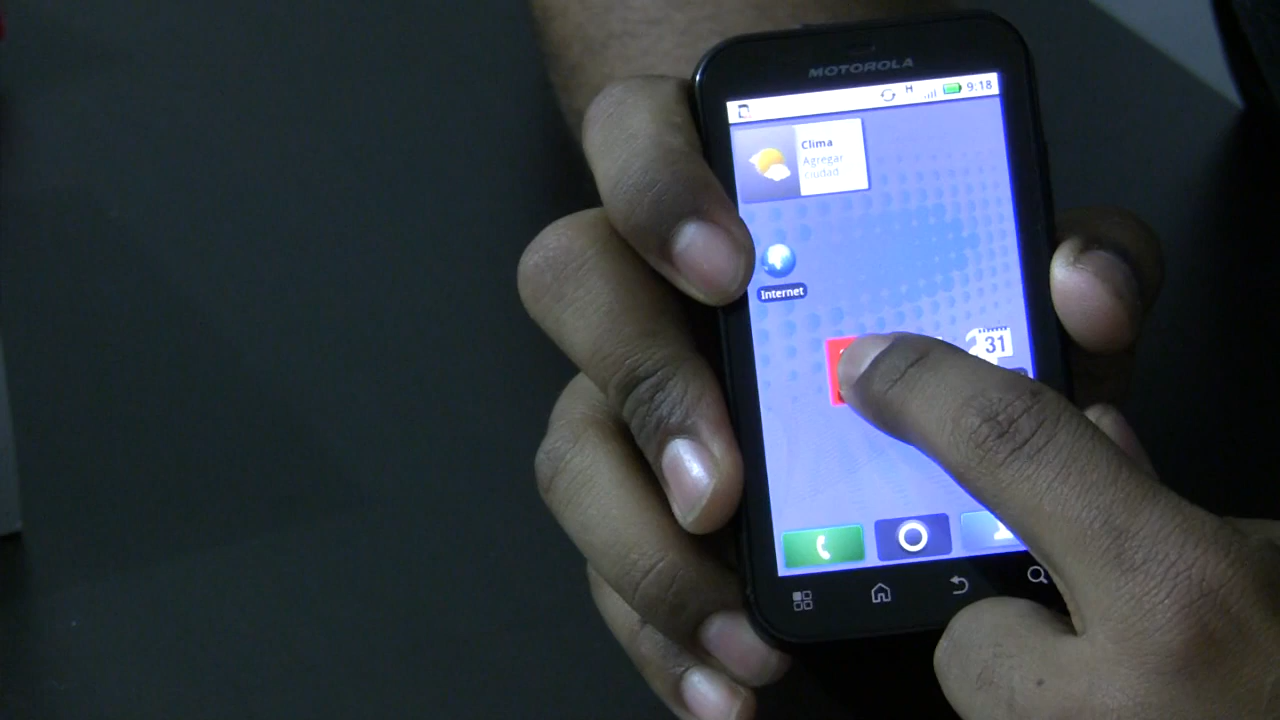 MOTOROLA
H 9:18
Clima
Agregar
ciudad
Internet
31